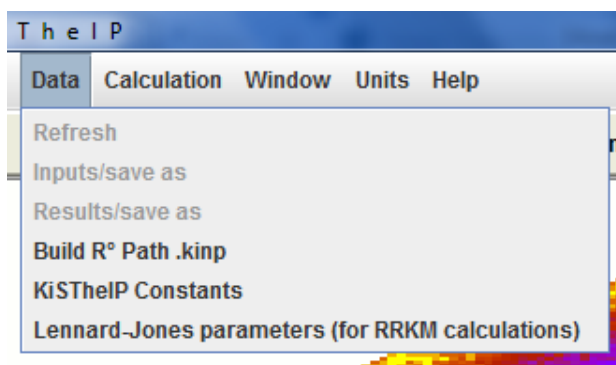 T h e I P
Data Calculation Window Units Help
Refresh
Inputs/save as
Results/save as
Build R° Path .kinp
KiSThelP Constants
Lennard-Jones parameters (for RRKM calculations)